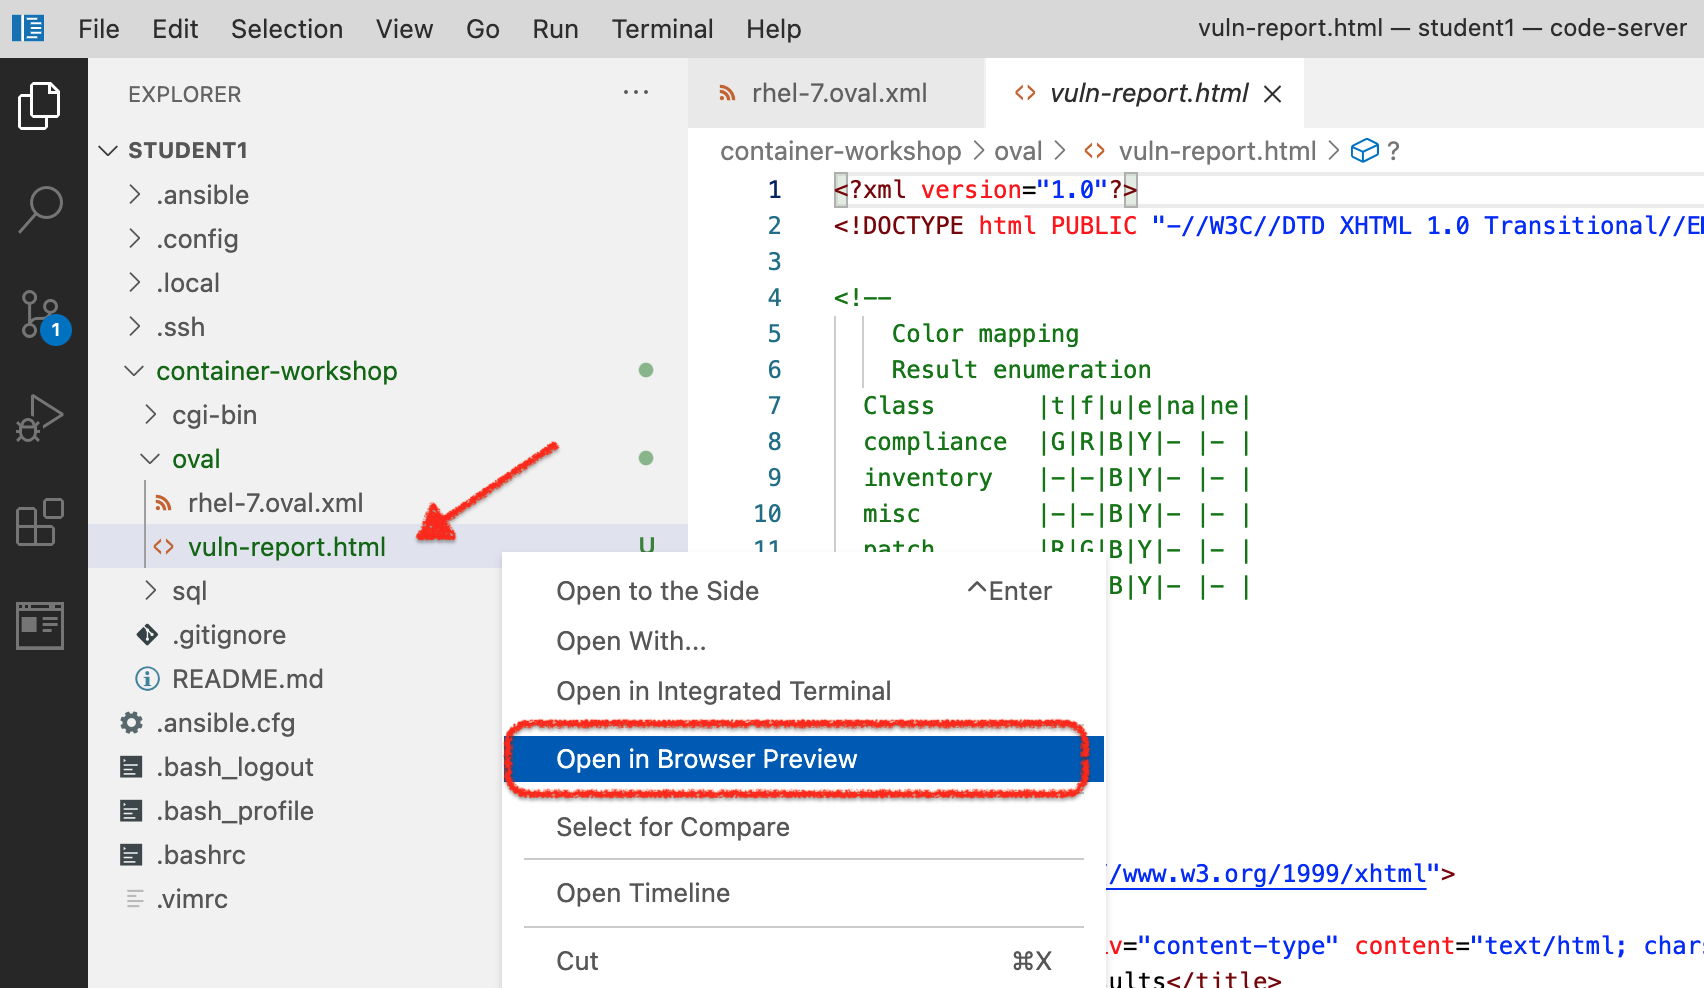 File Edit Selection View Go Run Terminal Help
vuln-report.html — student1 — code-server
EXPLORER
STUDENT1
.ansible
.config
.local
.ssh
container-workshop
cgi-bin
oval
rhel-7.oval.xml
vuln-report.html U
sql
.gitignore
README.md
.ansible.cfg
.bash_logout
.bash_profile
.bashrc
.vimrc
1
rhel-7.oval.xml
vuln-report.html
container-workshop > oval > <> vuln-report.html > ?
1 <?xml version="1.0"?>
2 <!DOCTYPE html PUBLIC "-//W3C//DTD XHTML 1.0 Transitional//E
3
4 <!--
5 Color mapping
6 Result enumeration
7 Class |t|f|u|e|na|ne|
8 compliance |G|R|B|Y|- |- |
9 inventory |-|-|B|Y|- |- |
10 misc |-|-|B|Y|- |- |
11 patch |R|G|B|Y|- |- |
B|Y|- |- |
Open to the Side ^Enter
Open With...
Open in Integrated Terminal
Open in Browser Preview
Select for Compare
Open Timeline
Cut ⌘X
//www.w3.org/1999/xhtml">
iv="content-type" content="text/html; chars
ults</title>